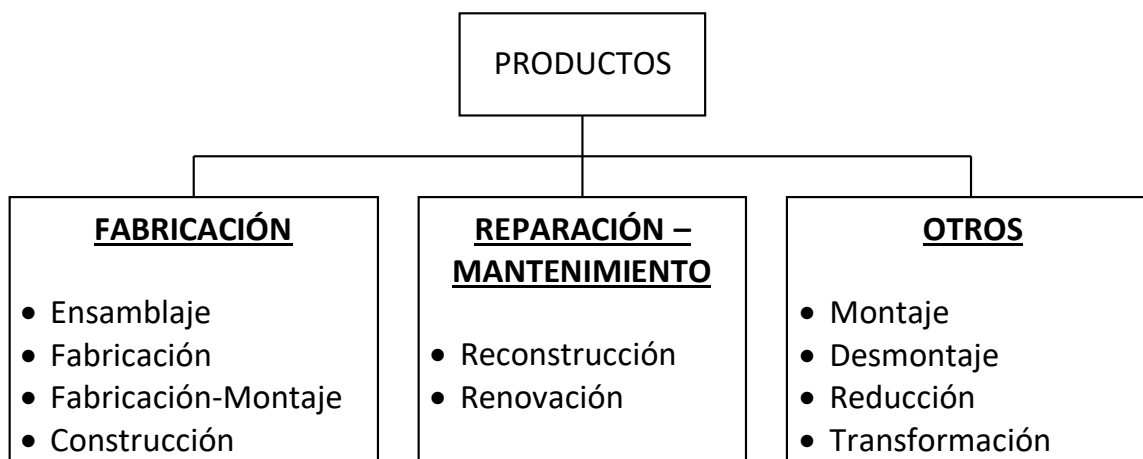 PRODUCTOS
FABRICACIÓN
• Ensamblaje
• Fabricación
• Fabricación-Montaje
• Construcción
REPARACIÓN –
MANTENIMIENTO
• Reconstrucción
• Renovación
OTROS
• Montaje
• Desmontaje
• Reducción
• Transformación